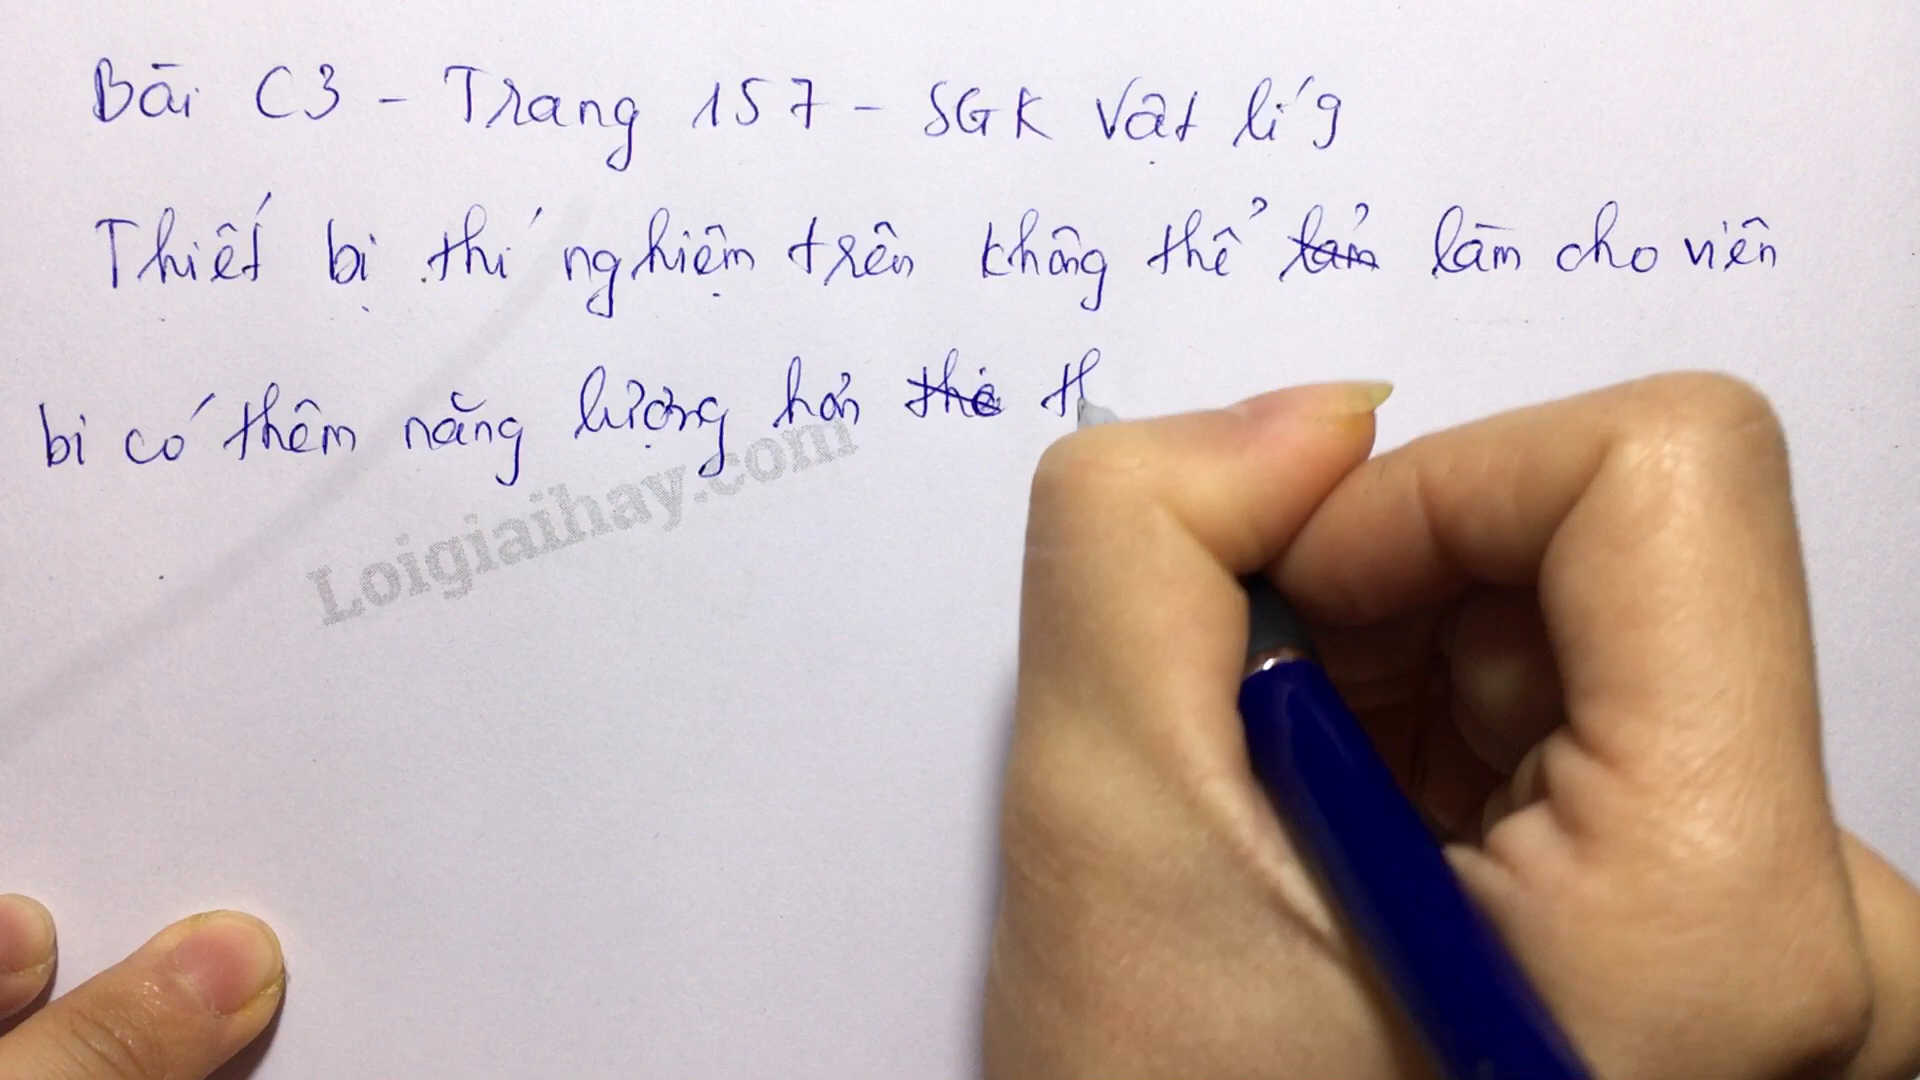 Bài C3 - Trang 157 - SGK Vật lí 9
Thiết bị thí nghiệm trên không thể làm cho viên
bi có thêm năng lượng hơn th
Loigiaihay.com